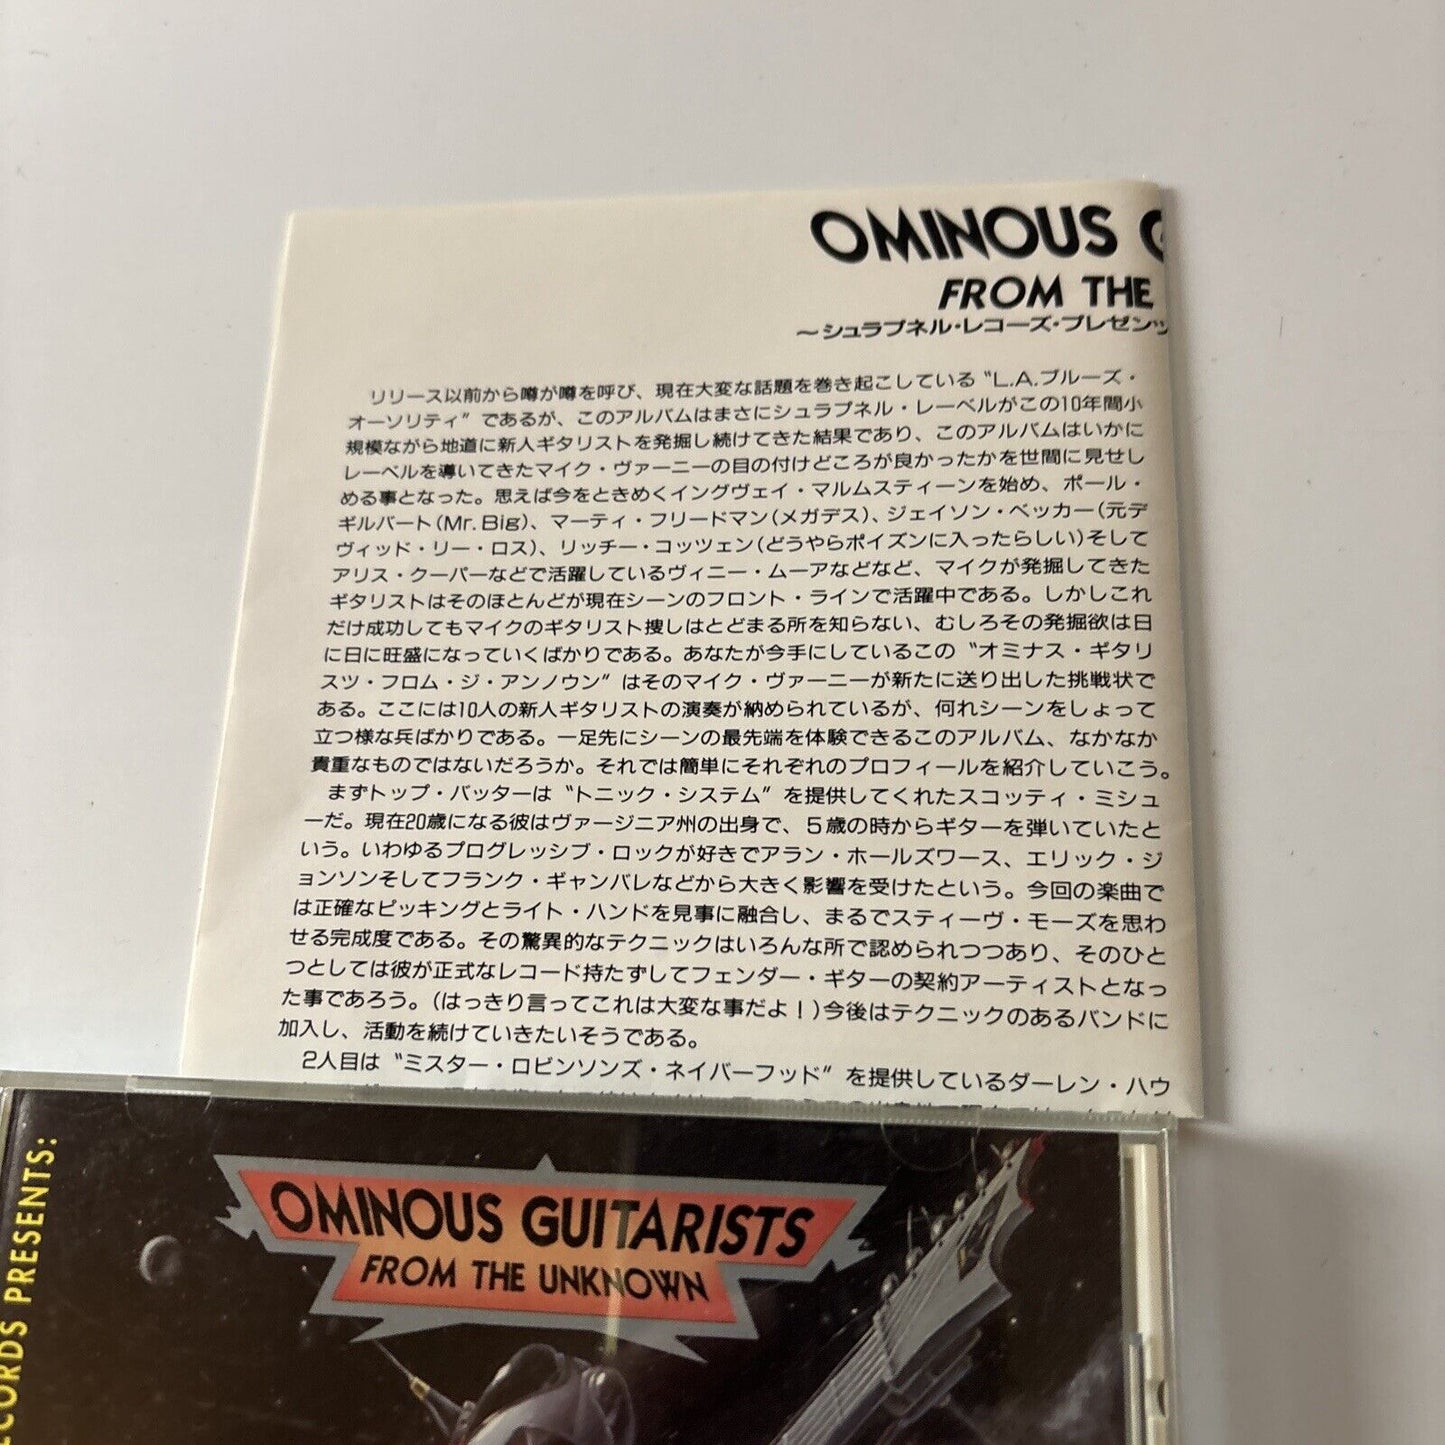 OMINOUS G
FROM THE
〜シュラプネル・レコーズ・プレゼンツ
リリース以前から噂が噂を呼び、現在大変な話題を巻き起こしている“L.A.ブルーズ・
オーソリティ”であるが、このアルバムはまさにシュラプネル・レーベルがこの10年間小
規模ながら地道に新人ギタリストを発掘し続けてきた結果であり、このアルバムはいかに
レーベルを導いてきたマイク・ヴァーニーの目の付けどころが良かったかを世間に見せし
める事となった。思えば今をときめくイングヴェイ・マルムスティーンを始め、ポール・
ギルバート(Mr. Big)、マーティ・フリードマン(メガデス)、ジェイソン・ベッカー(元デ
ヴィッド・リー・ロス)、リッチー・コッツェン(どうやらポイズンに入ったらしい)そして
アリス・クーパーなどで活躍しているヴィニー・ムーアなどなど、マイクが発掘してきた
ギタリストはそのほとんどが現在シーンのフロント・ラインで活躍中である。しかしこれ
だけ成功してもマイクのギタリスト捜しはとどまる所を知らない、むしろその発掘欲は日
に日に旺盛になっていくばかりである。あなたが今手にしているこの“オミナス・ギタリ
スツ・フロム・ジ・アンノウン”はそのマイク・ヴァーニーが新たに送り出した挑戦状で
ある。ここには10人の新人ギタリストの演奏が納められているが、何れシーンをしょって
立つ様な兵ばかりである。一足先にシーンの最先端を体験できるこのアルバム、なかなか
貴重なものではないだろうか。それでは簡単にそれぞれのプロフィールを紹介していこう。
まずトップ・バッターは“トニック・システム”を提供してくれたスコッティ・ミシュ
ーだ。現在20歳になる彼はヴァージニア州の出身で、5歳の時からギターを弾いていたと
いう。いわゆるプログレッシブ・ロックが好きでアラン・ホールズワース、エリック・ジ
ョンソンそしてフランク・ギャンバレなどから大きく影響を受けたという。今回の楽曲で
は正確なピッキングとライト・ハンドを見事に融合し、まるでスティーヴ・モーズを思わ
せる完成度である。その驚異的なテクニックはいろんな所で認められつつあり、そのひと
つとしては彼が正式なレコード持たずしてフェンダー・ギターの契約アーティストとなっ
た事であろう。(はっきり言ってこれは大変な事だよ！)今後はテクニックのあるバンドに
加入し、活動を続けていきたいそうである。
2人目は“ミスター・ロビンソンズ・ネイバーフッド”を提供しているダーレン・ハウ
ECORDS PRESENTS:
OMINOUS GUITARISTS
FROM THE UNKNOWN